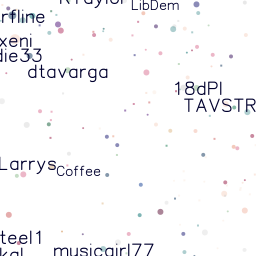 LibDem
rfline
xeni
die33
dtavarga
18dPl
TAVSTR
Larrys
Coffee
teel1
musicgirl77